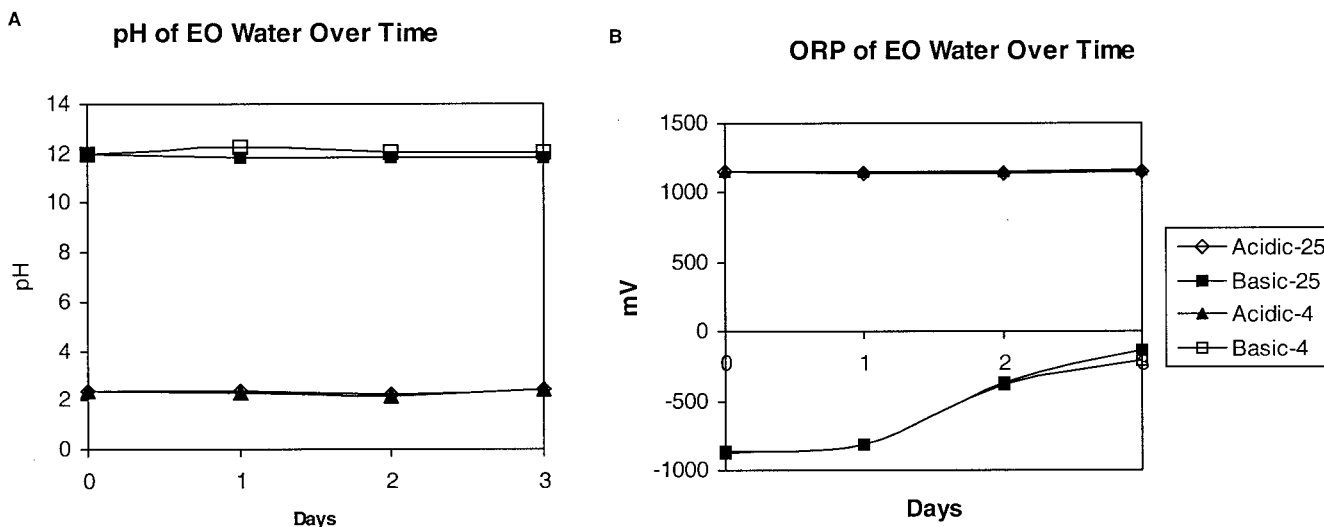 A
pH of EO Water Over Time
14
12
10
8
6
4
2
0
pH
0 1 2 3
Days
B
ORP of EO Water Over Time
1500
1000
500
0
-500
-1000
mV
0 1 2
Days
Acidic-25
Basic-25
Acidic-4
Basic-4